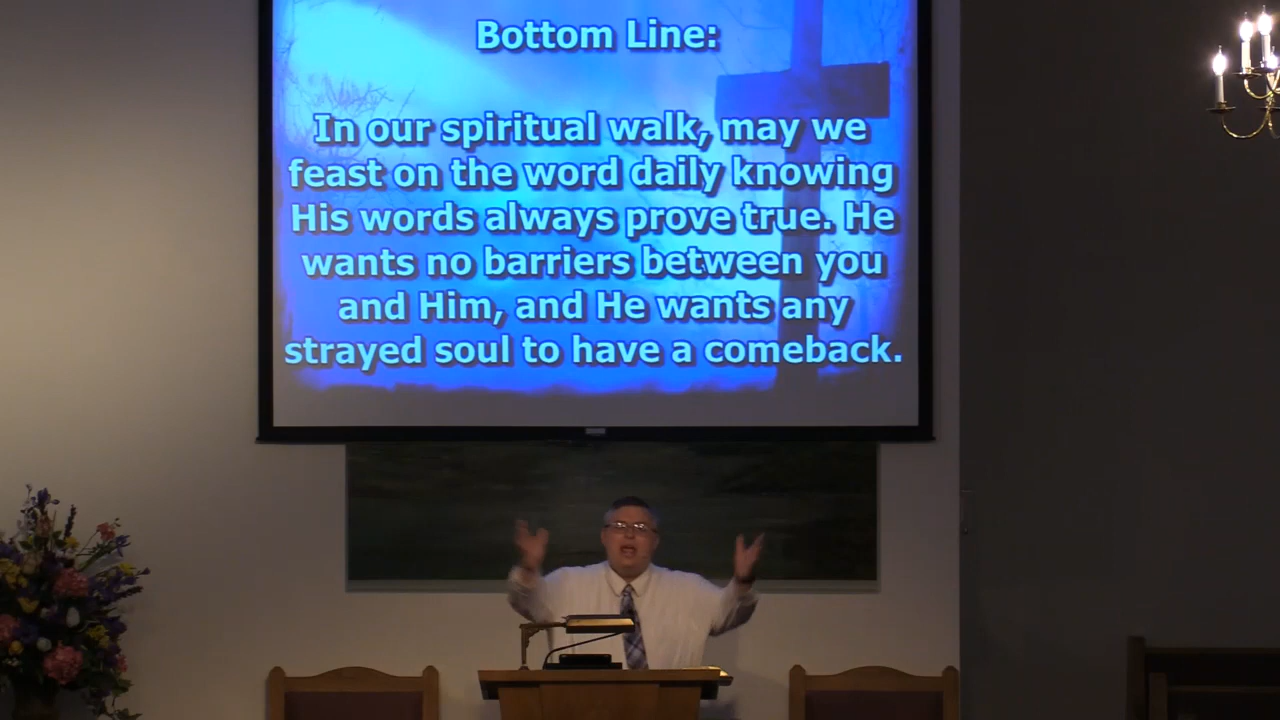 Bottom Line:
In our spiritual walk, may we
feast on the word daily knowing
His words always prove true. He
wants no barriers between you
and Him, and He wants any
strayed soul to have a comeback.